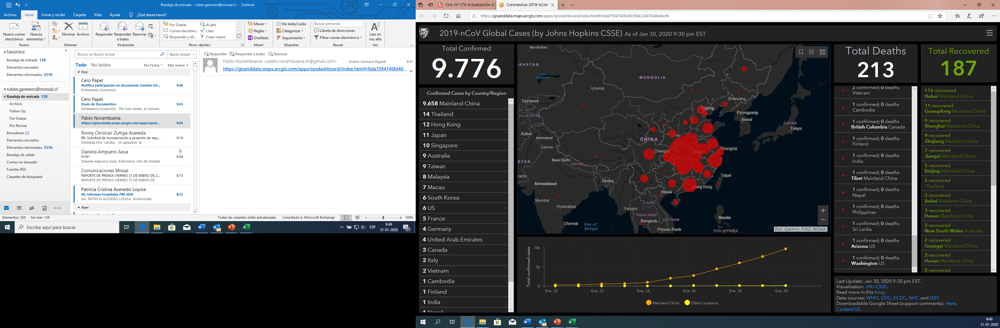 Bandeja de entrada - ruben.gennero@minsal.cl - Outlook
Archivo Inicio Enviar y recibir Carpeta Vista Ayuda ¿Qué desea hacer?
Nuevo correo electrónico
Nuevos elementos
Nuevo
Eliminar Archivo
Eliminar
Responder Responder a todos Reenviar
Responder
Por Grabar Al jefe
Correo electróni... Listo
Responder y eli... Crear nuevo
Pasos rápidos
Mover
Reglas
OneNote
Mover
No leído/Leído
Categorizar
Seguimiento
Etiquetas
Buscar personas
Libreta de direcciones
Filtrar correo electrónico
Buscar
Leer en voz alta
Voz
Favoritos
Bandeja de entrada 138
Elementos enviados
Elementos eliminados 2576
ruben.gennero@minsal.cl
Bandeja de entrada 138
Archivo
Follow Up
Por Grabar
Por Revisar
Borradores [2]
Elementos enviados
Elementos eliminados 2576
Bandeja de salida
Correo no deseado
Fuentes RSS
Carpetas de búsqueda
Buscar en Buzón actual Buzón actual
Todo No leídos Por Fecha Más nuevo
Hoy
Cero Papel
Notifica participación en documento Gestión Int... 9:46
Estimado(s) Usuario(s):
Cero Papel
Envío de Documentos 9:45
Estimado(s) Usuario(s): Por este medio, el sistema
Pablo Norambuena
https://gisanddata.maps.arcgis.com/apps/opsd... 9:44
Ronny Christian Zuñiga Araneda
RE: Solicitud de incorporación a proyecto de equ... 9:16
Estimada Dra. Candia, Se agradece la
Daniela Ampuero Azua
H1N1 9:04
Daniela Ampuero Azúa Enfermera Jefe de Unidad
Comunicaciones Minsal
REPORTE DE PRENSA VIERNES 31 DE ENERO DE 2... 8:13
REPORTE DE PRENSA VIERNES 31 DE ENERO DE
Patricia Cristina Acevedo Loyola
RE: Informes Hospitales PM 2020 8:12
oki PATRICIA ACEVEDO LOYOLA Profesional/
Ayer
Responder Responder a todos Reenviar
Pablo Norambuena <pablo.norambuena.m@gmail.com> Ruben Gennero Riganti 9:47
https://gisanddata.maps.arcgis.com/apps/opsdashboard/index.html#/bda7594740fd40...
Elementos: 555 Sin leer: 138 Todas las carpetas están actualizadas. Conectado a: Microsoft Exchange 100%
Escribe aquí para buscar
ESP
9:49
31-01-2020
21
Ord. Nº 276 Actualización d Coronavirus 2019-nCoV
https://gisanddata.maps.arcgis.com/apps/opsdashboard/index.html#/bda7594740fd40299423467b48e9ecf6
2019-nCoV Global Cases (by Johns Hopkins CSSE) As of Jan 30, 2020 9:30 pm EST
Total Confirmed
9.776
Confirmed Cases by Country/Region
9.658 Mainland China
14 Thailand
12 Hong Kong
11 Japan
10 Singapore
9 Australia
9 Taiwan
8 Malaysia
7 Macau
6 South Korea
6 US
5 France
4 Germany
4 United Arab Emirates
3 Canada
2 Italy
2 Vietnam
1 Cambodia
1 Finland
1 India
1 Nepal
Nur-Sultan
AKHSTAN
Lake Balkhash
MONGOLIA
Urumqi
Tashkent
TAJIKISTAN
Kabul
Islamabad
Lahore
STAN
New Delhi
NEPAL
rachi
Ahmedabad
Dhaka
Mumbai
Hyderabad
Chennai
Bay of Bengal
Yangon
LAOS
THAILAND
Bangkok
VIETNAM
Phnom Penh
Hanoi
Hong Kong
Taipei
Manila
PHILIPPINES
CHINA
Xi'an
Chengdu
Wuhan
Shanghai
Beijing
Shenyang
Pyongyang
Seoul
JAPAN
Tokyo
Esri, Garmin, FAO, NOAA
Total confirmed cases
10k
5k
0
Ene. 20 Ene. 22 Ene. 24 Ene. 26 Ene. 28 Ene. 30
Mainland China Other Locations
Total Deaths
213
2 confirmed; 0 deaths
Vietnam
1 confirmed; 0 deaths
Cambodia
1 confirmed; 0 deaths
British Columbia Canada
1 confirmed; 0 deaths
Finland
1 confirmed; 0 deaths
India
1 confirmed; 0 deaths
Tibet Mainland China
1 confirmed; 0 deaths
Nepal
1 confirmed; 0 deaths
Philippines
1 confirmed; 0 deaths
Sri Lanka
1 confirmed; 0 deaths
Arizona US
1 confirmed; 0 deaths
Washington US
Total Recovered
187
116 recovered
Hubei Mainland China
11 recovered
Guangdong Mainland China
9 recovered
Shanghai Mainland China
9 recovered
Zhejiang Mainland China
7 recovered
Jiangxi Mainland China
5 recovered
Beijing Mainland China
5 recovered
Thailand
3 recovered
Anhui Mainland China
3 recovered
Henan Mainland China
2 recovered
New South Wales Australia
2 recovered
Guangxi Mainland China
2 recovered
Hunan Mainland China
2 recovered
Last Update: Jan 30, 2020 9:30 pm EST.
Visualization: JHU CSSE.
Read more in this blog.
Data sources: WHO, CDC, ECDC, NHC and DXY.
Downloadable Google Sheet (support comments): Here.
Contact US.
9:49
31-01-2020